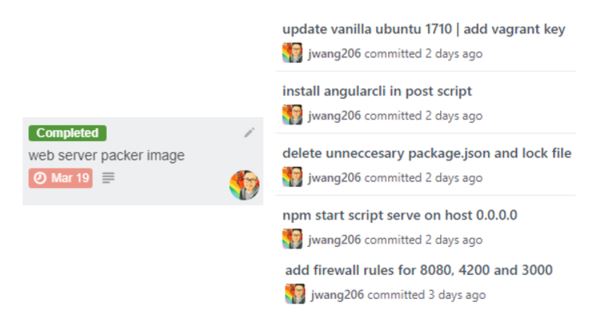 Completed
web server packer image
Mar 19
update vanilla ubuntu 1710 | add vagrant key
jwang206 committed 2 days ago
install angularcli in post script
jwang206 committed 2 days ago
delete unneccesary package.json and lock file
jwang206 committed 2 days ago
npm start script serve on host 0.0.0.0
jwang206 committed 2 days ago
add firewall rules for 8080, 4200 and 3000
jwang206 committed 3 days ago